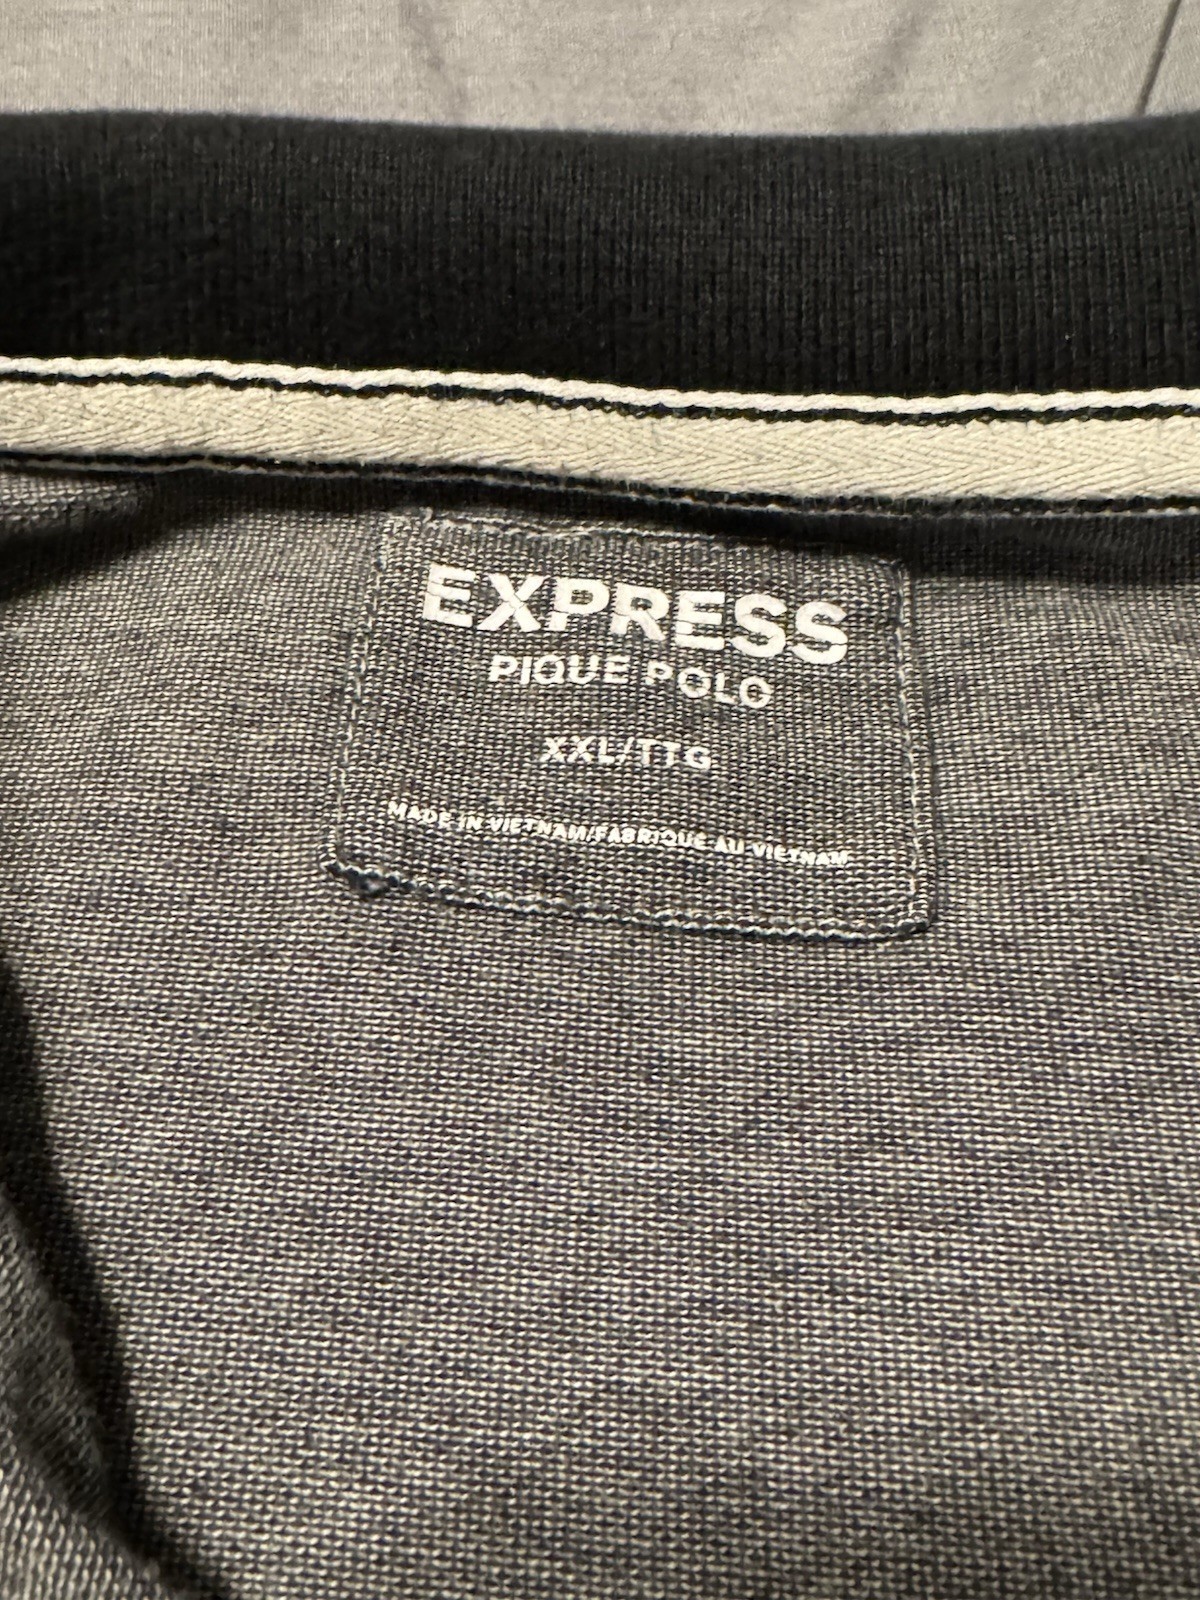 EXPRESS
PIQUE POLO
XXL/TTG
MADE IN VIETNAM/FABRIQUE AU VIETNAM